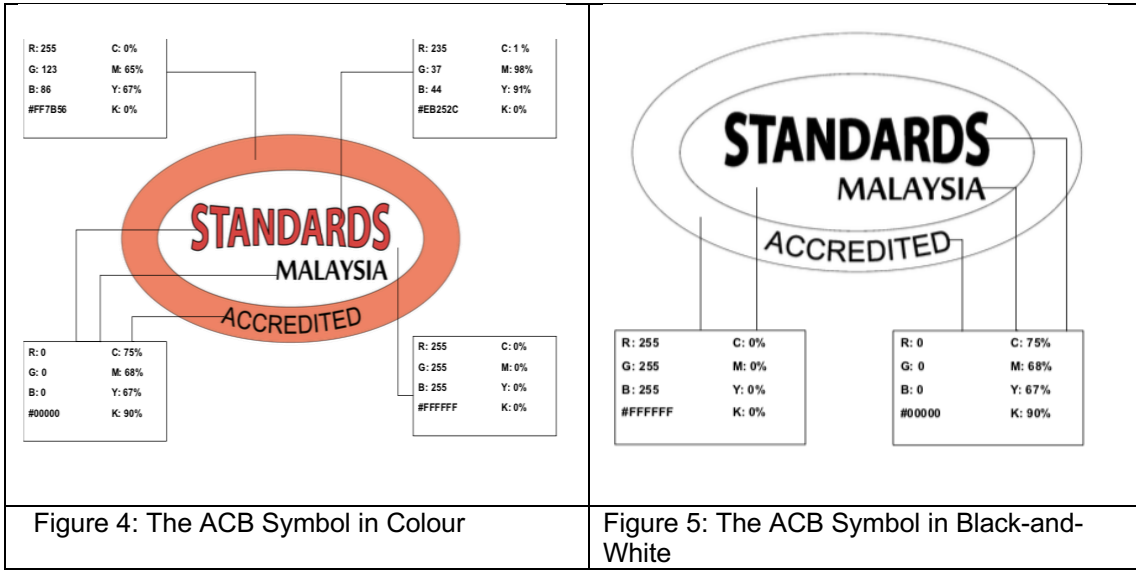 R: 255 C: 0%
G: 123 M: 65%
B: 86 Y: 67%
#FF7B56 K: 0%
R: 235 C: 1 %
G: 37 M: 98%
B: 44 Y: 91%
#EB252C K: 0%
STANDARDS
MALAYSIA
ACCREDITED
R: 0 C: 75%
G: 0 M: 68%
B: 0 Y: 67%
#00000 K: 90%
R: 255 C: 0%
G: 255 M: 0%
B: 255 Y: 0%
#FFFFFF K: 0%
Figure 4: The ACB Symbol in Colour
STANDARDS
MALAYSIA
ACCREDITED
R: 255 C: 0%
G: 255 M: 0%
B: 255 Y: 0%
#FFFFFF K: 0%
R: 0 C: 75%
G: 0 M: 68%
B: 0 Y: 67%
#00000 K: 90%
Figure 5: The ACB Symbol in Black-and-
White